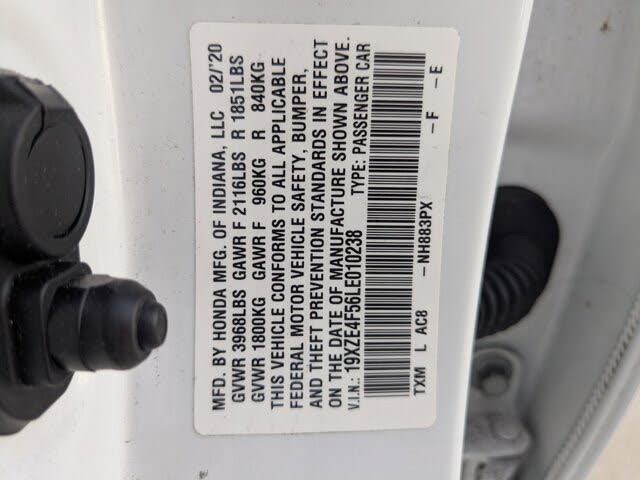 MFD. BY HONDA MFG. OF INDIANA, LLC 02/'20
GVWR 3968LBS GAWR F 2116LBS R 1851LBS
GVWR 1800KG GAWR F 960KG R 840KG
THIS VEHICLE CONFORMS TO ALL APPLICABLE
FEDERAL MOTOR VEHICLE SAFETY, BUMPER,
AND THEFT PREVENTION STANDARDS IN EFFECT
ON THE DATE OF MANUFACTURE SHOWN ABOVE.
V.I.N.: 19XZE4F56LE010238 TYPE: PASSENGER CAR
TXM L AC8 -NH883PX -F -E